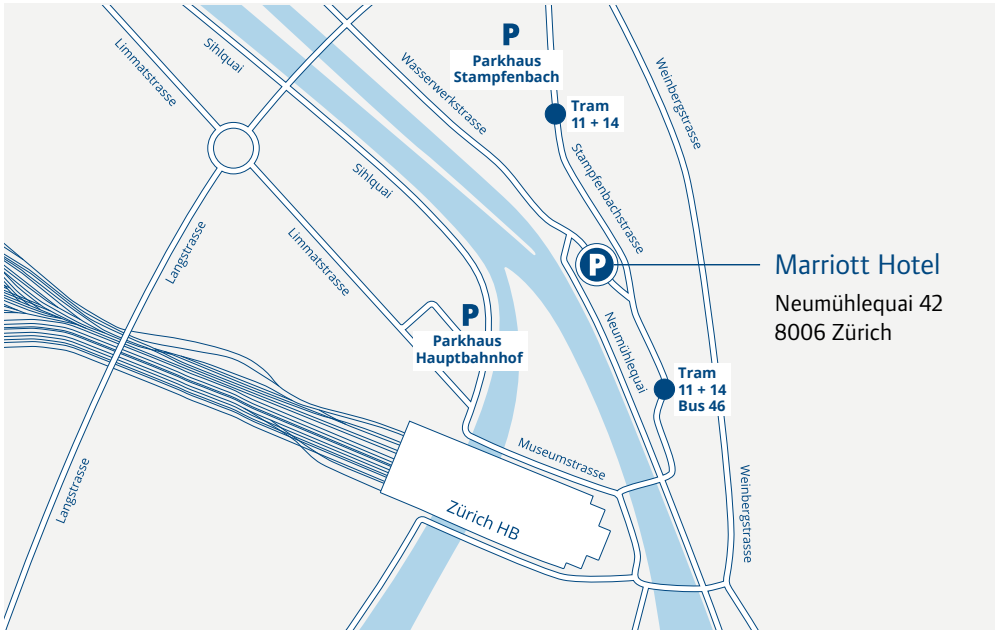 Limmatstrasse
Sihlquai
Wasserwerkstrasse
P
Parkhaus
Stampfenbach
Tram
11 + 14
Weinbergstrasse
Stampfenbachstrasse
Sihlquai
Langstrasse
Limmatstrasse
P
Marriott Hotel
Neumühlequai 42
8006 Zürich
P
Parkhaus
Hauptbahnhof
Neumühlequai
Tram
11 + 14
Bus 46
Museumstrasse
Zürich HB
Langstrasse
Weinbergstrasse